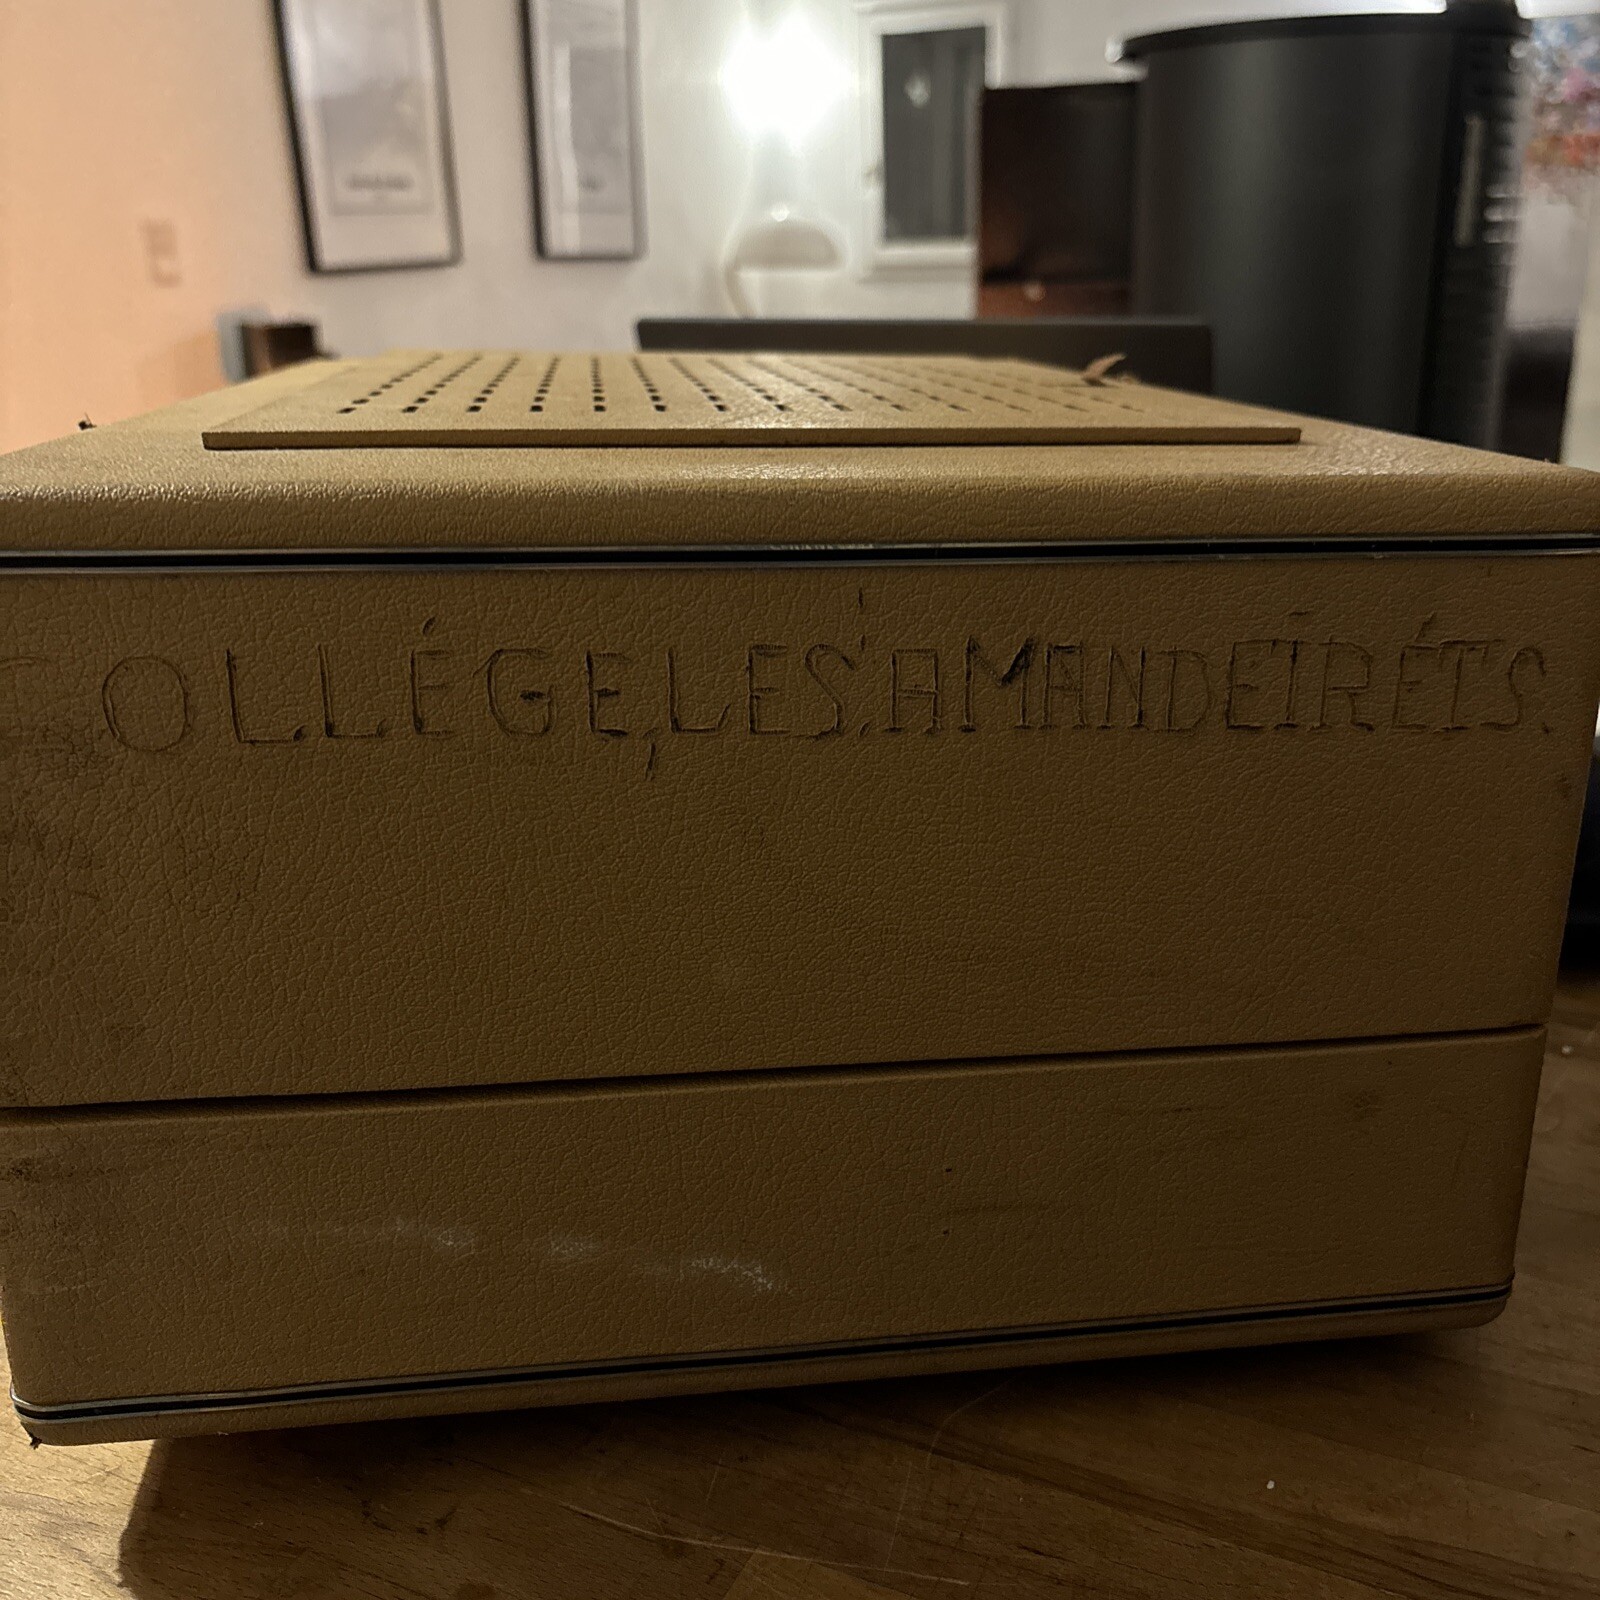 COLLÉGE, LES'AMANDEIRÉTS.